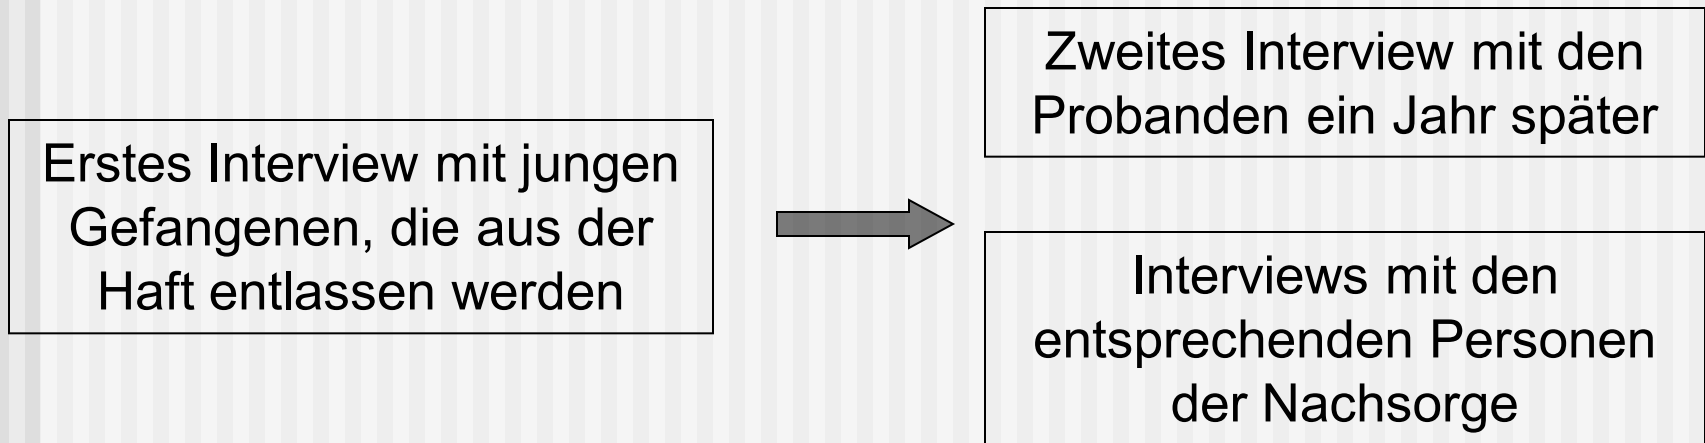 Erstes Interview mit jungen
Gefangenen, die aus der
Haft entlassen werden
Zweites Interview mit den
Probanden ein Jahr später
Interviews mit den
entsprechenden Personen
der Nachsorge